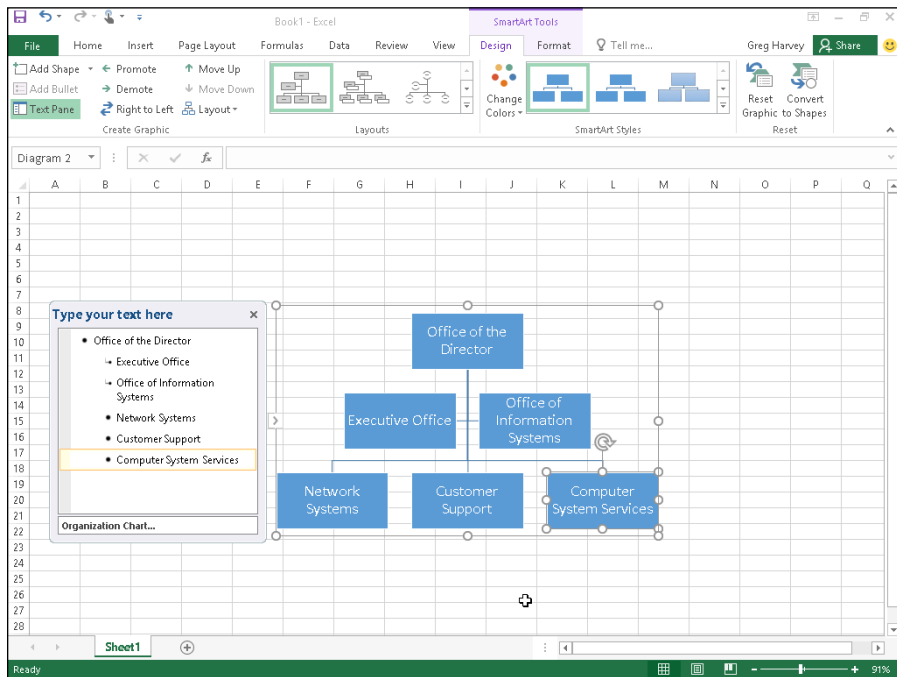 Book1 - Excel
SmartArt Tools
File Home Insert Page Layout Formulas Data Review View Design Format Tell me... Greg Harvey Share
Add Shape Promote Move Up
Add Bullet Demote Move Down
Text Pane Right to Left Layout
Create Graphic
Layouts
Change
Colors
SmartArt Styles
Reset
Graphic
Convert
to Shapes
Reset
Diagram 2 fx
A B C D E F G H I J K L M N O P Q
1
2
3
4
5
6
7
8
9
10
11
12
13
14
15
16
17
18
19
20
21
22
23
24
25
26
27
28
Type your text here
Office of the Director
Executive Office
Office of Information
Systems
Network Systems
Customer Support
Computer System Services
Organization Chart...
Office of the
Director
Executive Office
Office of
Information
Systems
Network
Systems
Customer
Support
Computer
System Services
Sheet1
Ready
91%